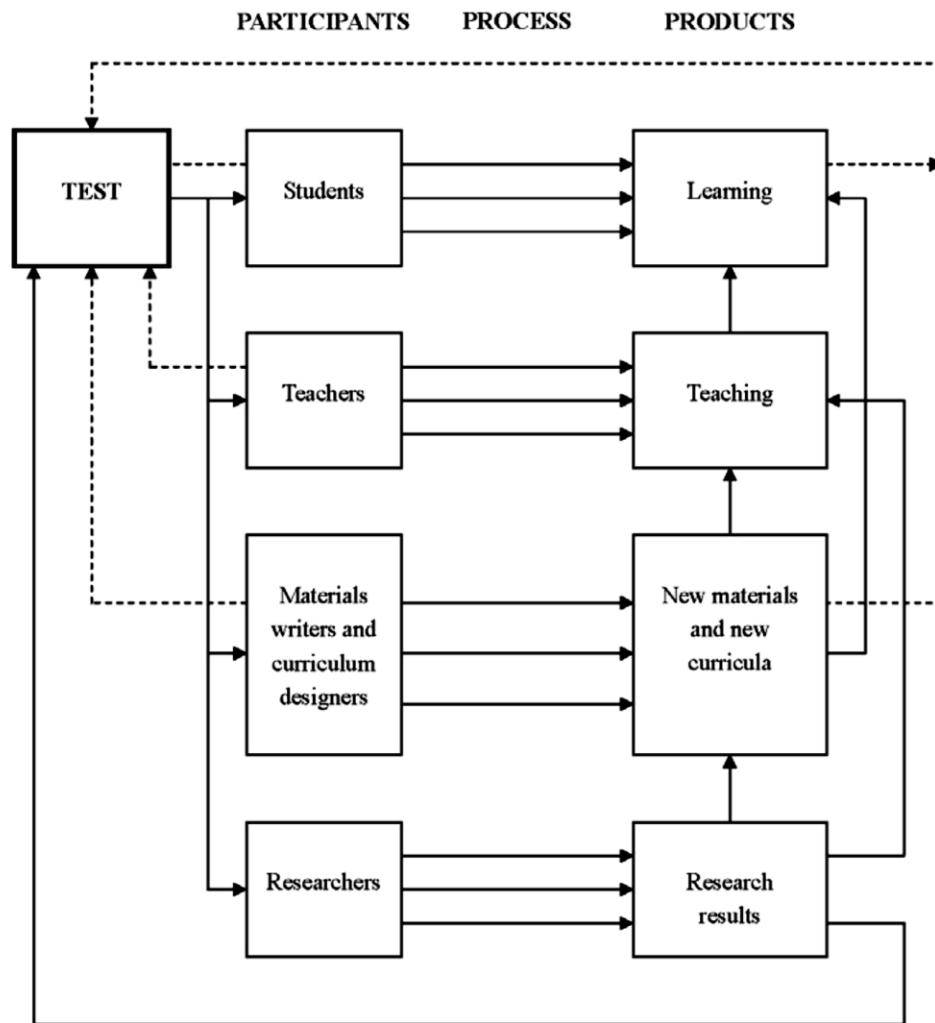 PARTICIPANTS PROCESS PRODUCTS
TEST
Students
Learning
Teachers
Teaching
Materials
writers and
curriculum
designers
New materials
and new
curricula
Researchers
Research
results